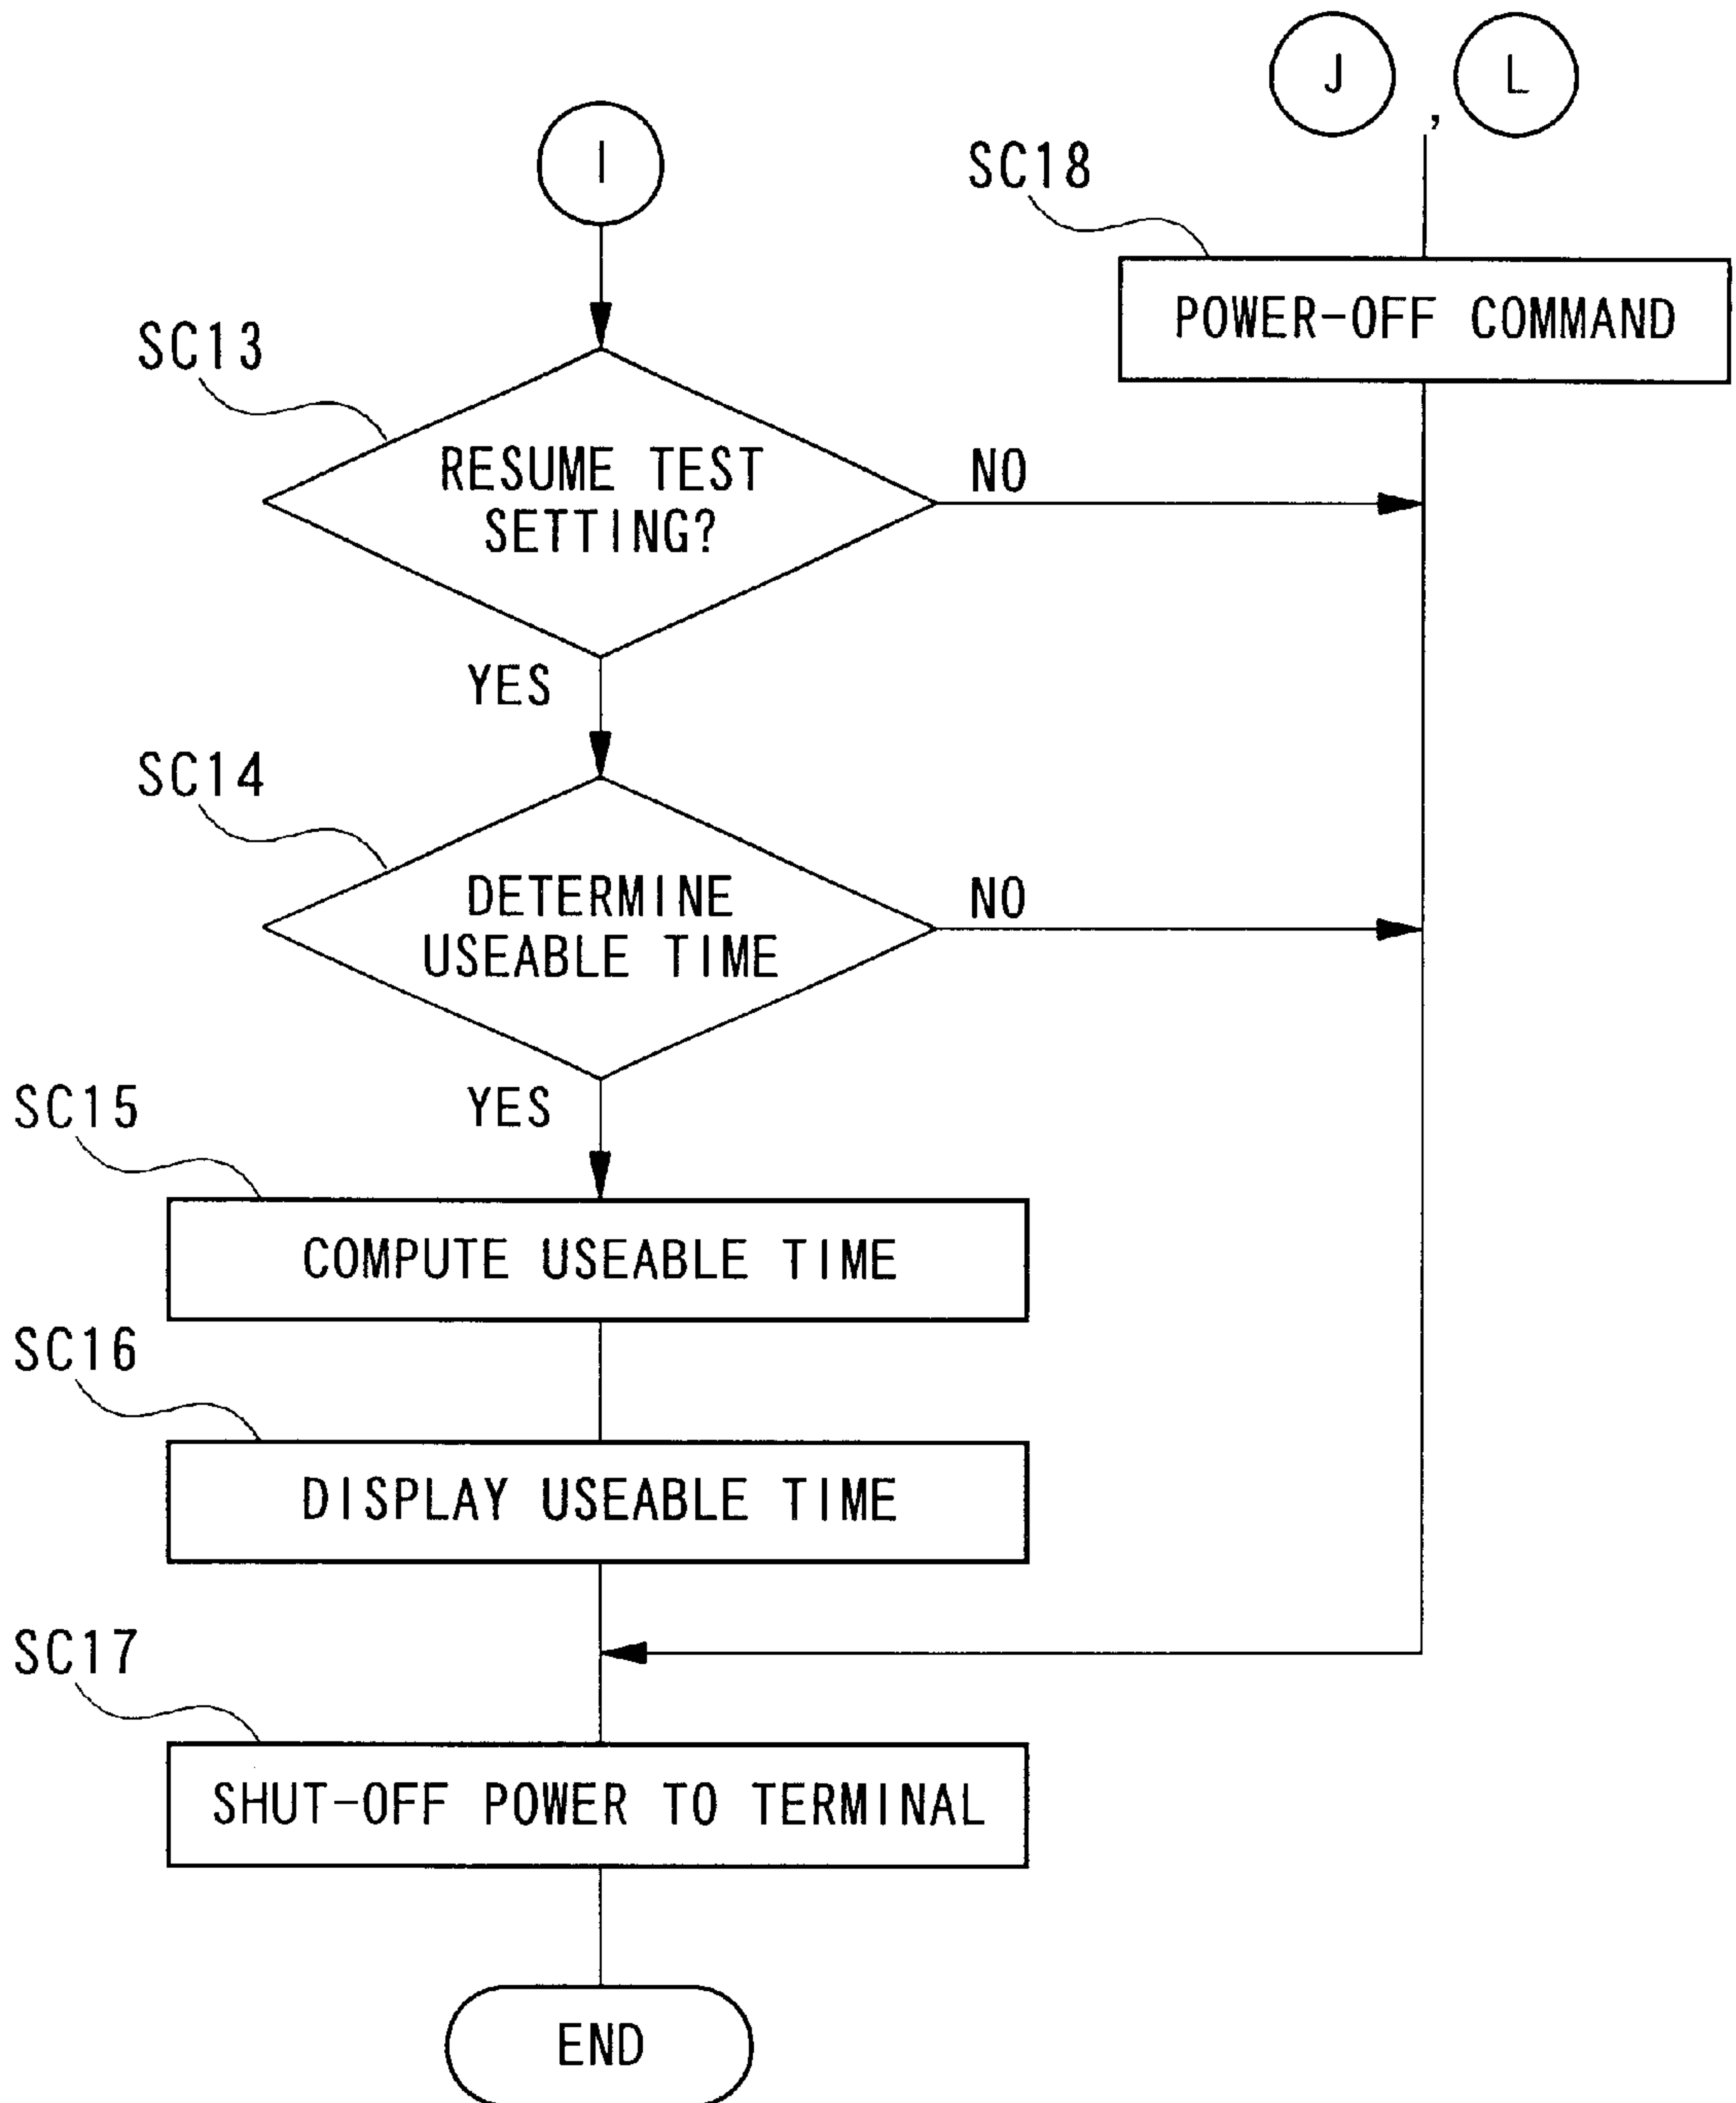 J , L
I
SC18
POWER-OFF COMMAND
SC13
RESUME TEST
SETTING?
NO
YES
SC14
DETERMINE
USEABLE TIME
NO
YES
SC15
COMPUTE USEABLE TIME
SC16
DISPLAY USEABLE TIME
SC17
SHUT-OFF POWER TO TERMINAL
END